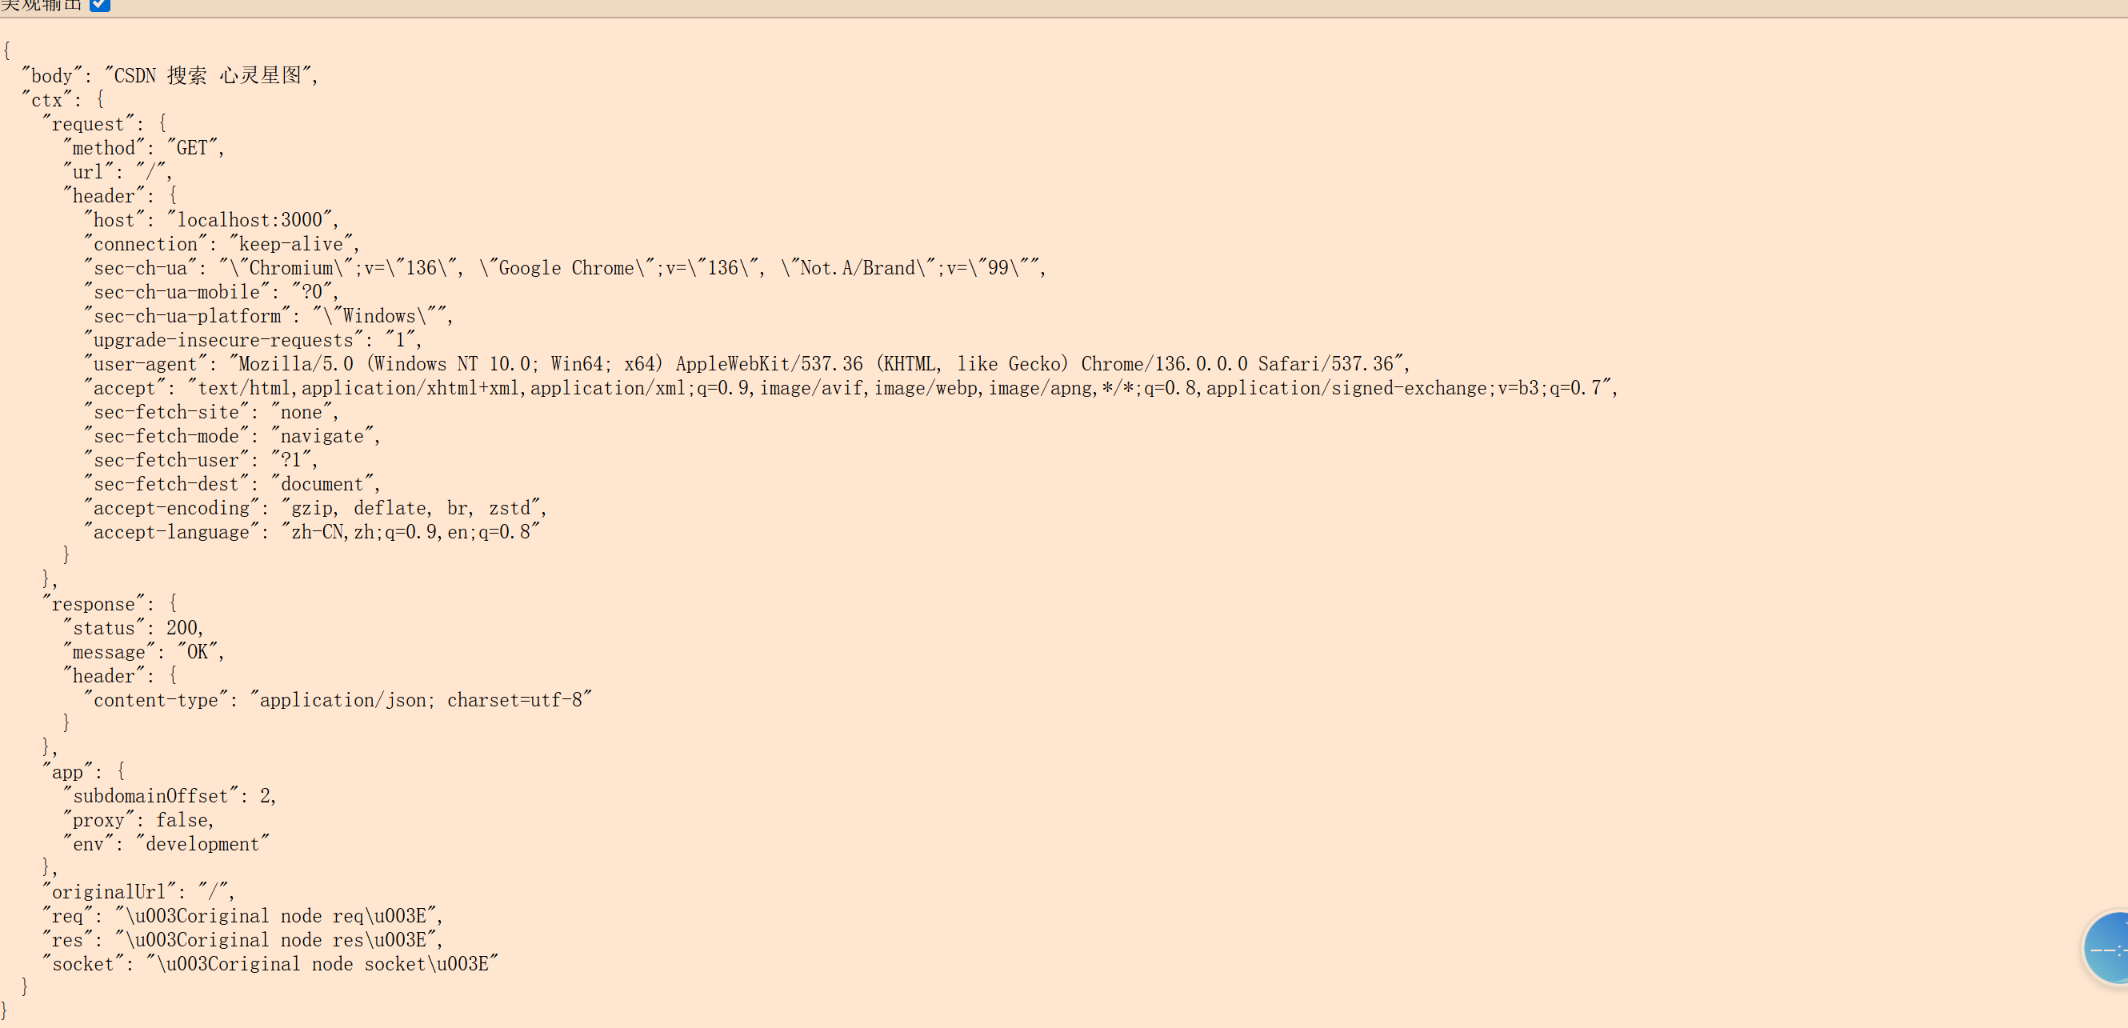 美观输出
{
"body": "CSDN 搜索 心灵星图",
"ctx": {
"request": {
"method": "GET",
"url": "/",
"header": {
"host": "localhost:3000",
"connection": "keep-alive",
"sec-ch-ua": "\"Chromium\";v=\"136\", \"Google Chrome\";v=\"136\", \"Not.A/Brand\";v=\"99\"",
"sec-ch-ua-mobile": "?0",
"sec-ch-ua-platform": "\"Windows\"",
"upgrade-insecure-requests": "1",
"user-agent": "Mozilla/5.0 (Windows NT 10.0; Win64; x64) AppleWebKit/537.36 (KHTML, like Gecko) Chrome/136.0.0.0 Safari/537.36",
"accept": "text/html,application/xhtml+xml,application/xml;q=0.9,image/avif,image/webp,image/apng,*/*;q=0.8,application/signed-exchange;v=b3;q=0.7",
"sec-fetch-site": "none",
"sec-fetch-mode": "navigate",
"sec-fetch-user": "?1",
"sec-fetch-dest": "document",
"accept-encoding": "gzip, deflate, br, zstd",
"accept-language": "zh-CN,zh;q=0.9,en;q=0.8"
}
},
"response": {
"status": 200,
"message": "OK",
"header": {
"content-type": "application/json; charset=utf-8"
}
},
"app": {
"subdomainOffset": 2,
"proxy": false,
"env": "development"
},
"originalUrl": "/",
"req": "\u003Coriginal node req\u003E",
"res": "\u003Coriginal node res\u003E",
"socket": "\u003Coriginal node socket\u003E"
}
}
--: